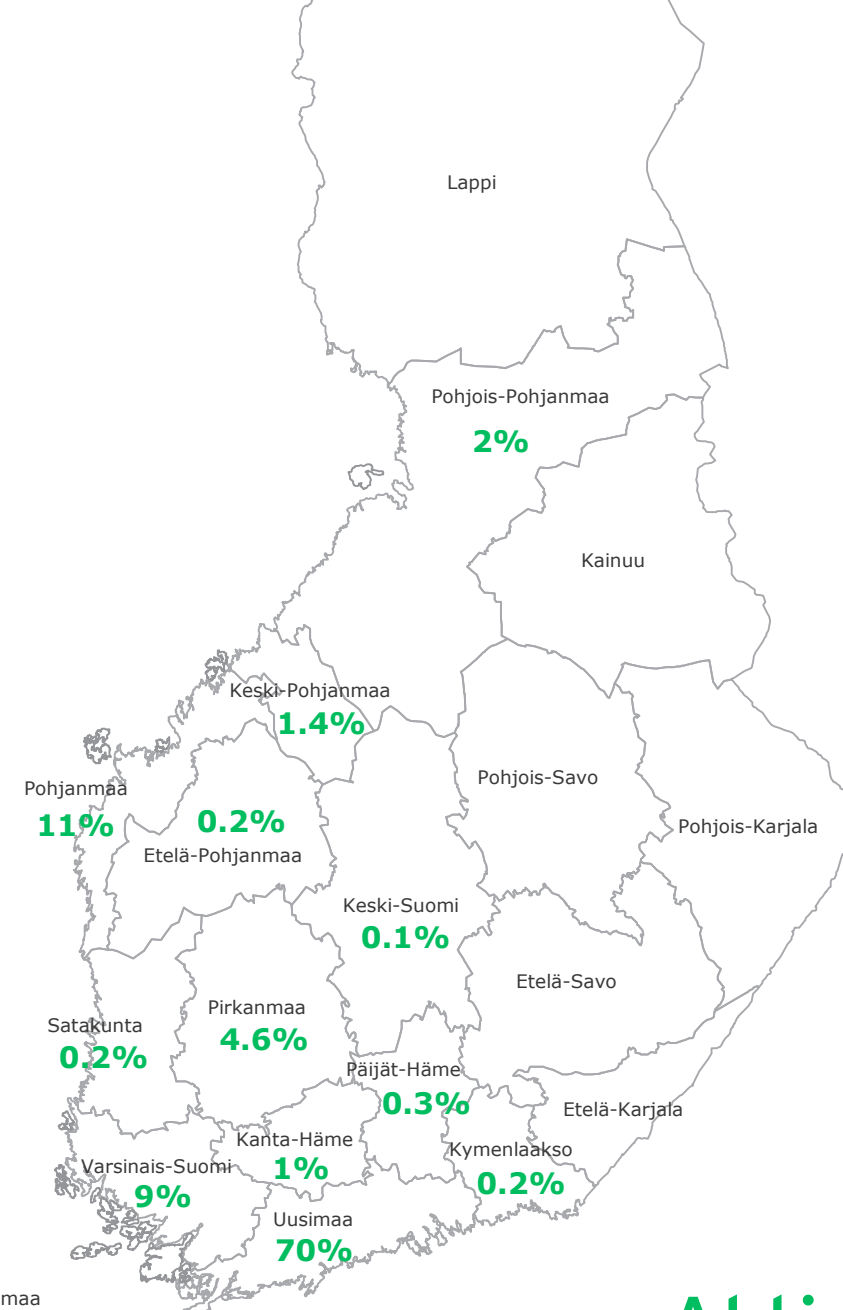 Lappi
Pohjois-Pohjanmaa
2%
Kainuu
Keski-Pohjanmaa
1.4%
Pohjois-Savo
Pohjanmaa
11%
0.2%
Etelä-Pohjanmaa
Pohjois-Karjala
Keski-Suomi
0.1%
Etelä-Savo
Pirkanmaa
4.6%
Satakunta
0.2%
Päijät-Häme
0.3%
Etelä-Karjala
Kanta-Häme
1%
Kymenlaakso
0.2%
Varsinais-Suomi
9%
Uusimaa
70%
maa